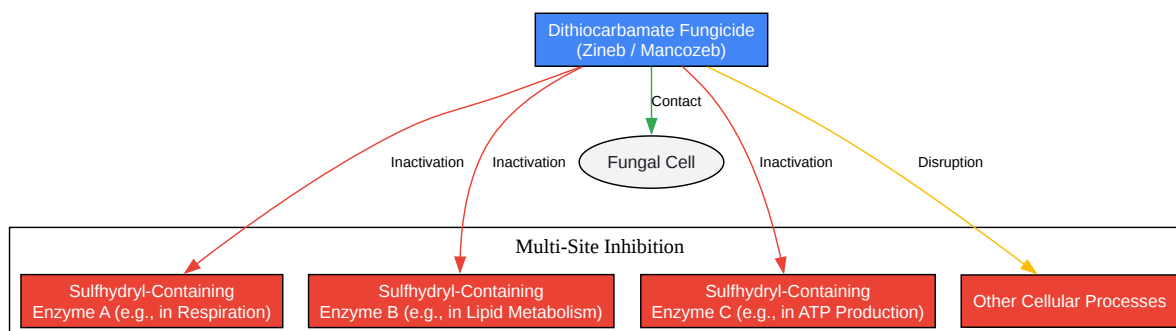 Dithiocarbamate Fungicide
(Zineb / Mancozeb)
Contact
Fungal Cell
Inactivation
Inactivation
Inactivation
Disruption
Multi-Site Inhibition
Sulfhydryl-Containing
Enzyme A (e.g., in Respiration)
Sulfhydryl-Containing
Enzyme B (e.g., in Lipid Metabolism)
Sulfhydryl-Containing
Enzyme C (e.g., in ATP Production)
Other Cellular Processes